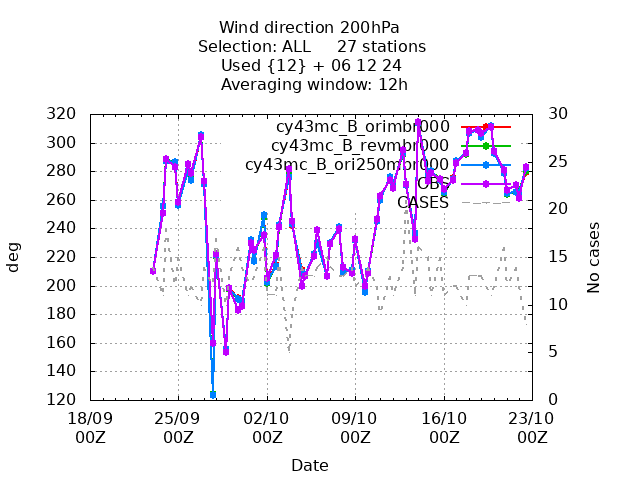 Wind direction 200hPa
Selection: ALL 27 stations
Used {12} + 06 12 24
Averaging window: 12h
320
300
280
260
240
220
200
180
160
140
120
deg
30
25
20
15
10
5
0
No cases
cy43mc_B_orimbr000
cy43mc_B_revmbr000
cy43mc_B_ori250mbr000
OBS
CASES
18/09 25/09 02/10 09/10 16/10 23/10
00Z 00Z 00Z 00Z 00Z 00Z
Date